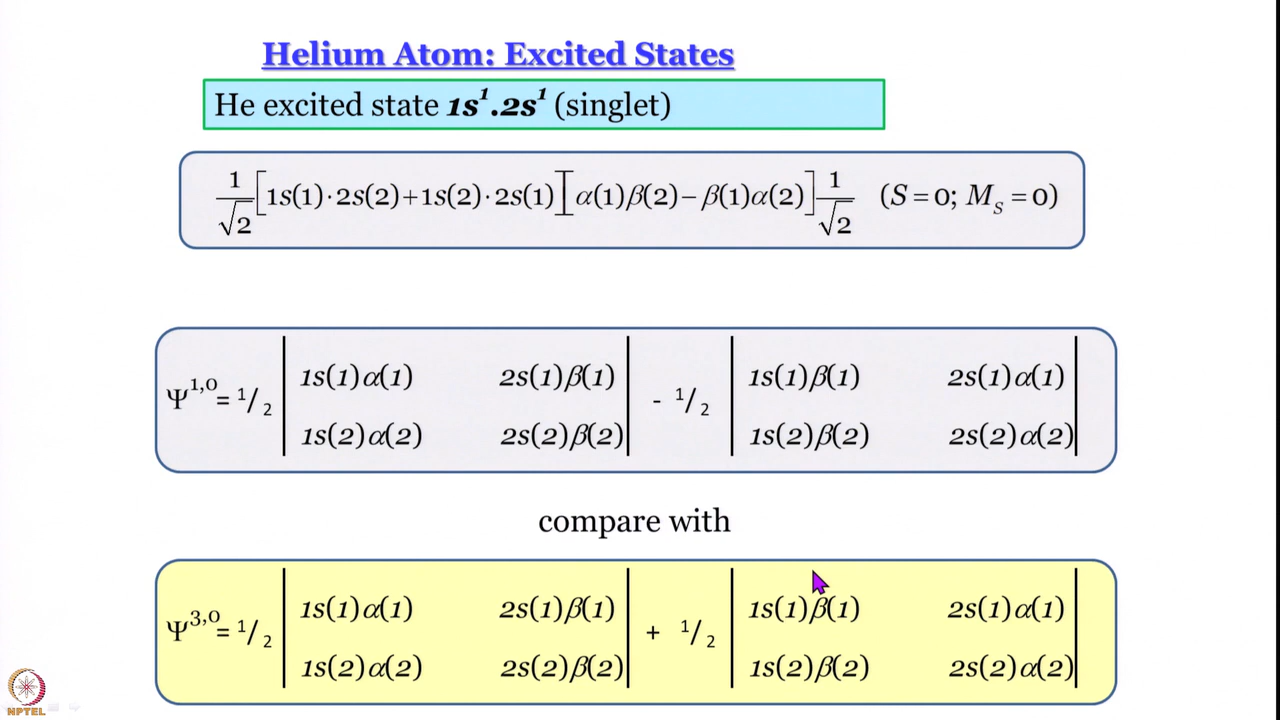 Helium Atom: Excited States
He excited state 1s¹.2s¹ (singlet)
1/√2 [1s(1)·2s(2)+1s(2)·2s(1)][α(1)β(2)−β(1)α(2)] 1/√2 (S=0; M_S=0)
Ψ¹,⁰= ¹/₂ | 1s(1)α(1) 2s(1)β(1) | - ¹/₂ | 1s(1)β(1) 2s(1)α(1) |
| 1s(2)α(2) 2s(2)β(2) | | 1s(2)β(2) 2s(2)α(2) |
compare with
Ψ³,⁰= ¹/₂ | 1s(1)α(1) 2s(1)β(1) | + ¹/₂ | 1s(1)β(1) 2s(1)α(1) |
| 1s(2)α(2) 2s(2)β(2) | | 1s(2)β(2) 2s(2)α(2) |
NPTEL